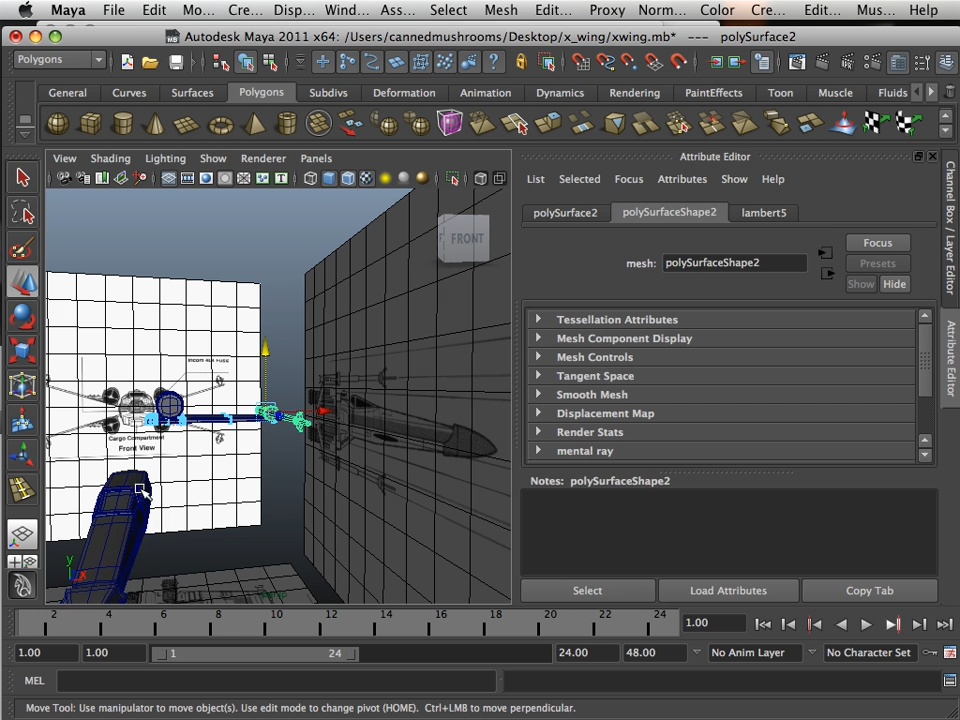 Maya File Edit Mo... Cre... Disp... Wind... Ass... Select Mesh Edit... Proxy Norm... Color Cre... Edit... Mus... Help
Autodesk Maya 2011 x64: /Users/cannedmushrooms/Desktop/x_wing/xwing.mb* --- polySurface2
Polygons
General Curves Surfaces Polygons Subdivs Deformation Animation Dynamics Rendering PaintEffects Toon Muscle Fluids
View Shading Lighting Show Renderer Panels
Attribute Editor
List Selected Focus Attributes Show Help
polySurface2 polySurfaceShape2 lambert5
mesh: polySurfaceShape2
Focus
Presets
Show Hide
Tessellation Attributes
Mesh Component Display
Mesh Controls
Tangent Space
Smooth Mesh
Displacement Map
Render Stats
mental ray
Notes: polySurfaceShape2
Select Load Attributes Copy Tab
Channel Box / Layer Editor
Attribute Editor
FRONT
Cargo Compartment
Front View
y
x
persp
2 4 6 8 10 12 14 16 18 20 22 24
1.00
1.00 1.00 1 24 24.00 48.00 No Anim Layer No Character Set
MEL
Move Tool: Use manipulator to move object(s). Use edit mode to change pivot (HOME). Ctrl+LMB to move perpendicular.